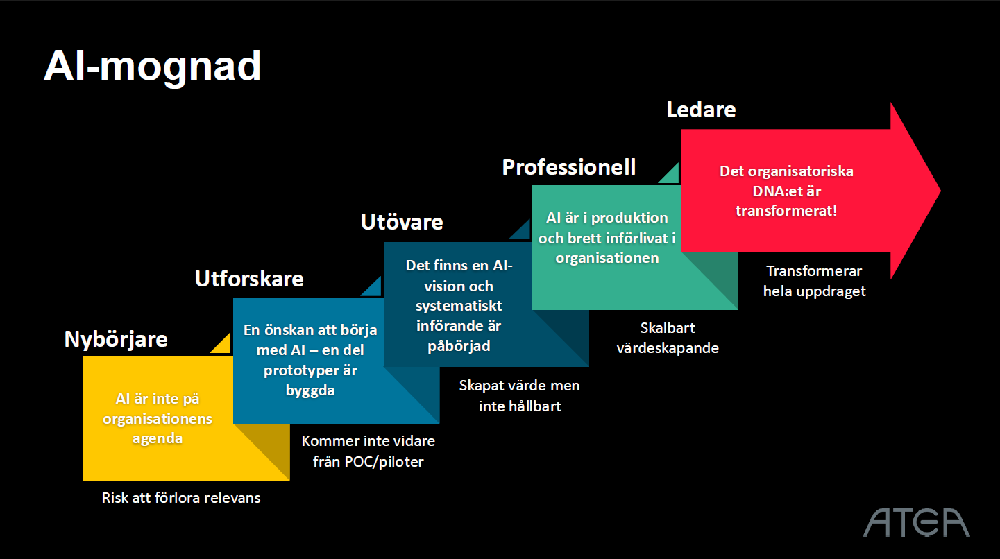 AI-mognad
Ledare
Det organisatoriska
DNA:et är
transformerat!
Transformerar
hela uppdraget
Professionell
AI är i produktion
och brett införlivat i
organisationen
Skalbart
värdeskapande
Utövare
Det finns en AI-
vision och
systematiskt
införande är
påbörjad
Skapat värde men
inte hållbart
Utforskare
En önskan att börja
med AI – en del
prototyper är
byggda
Kommer inte vidare
från POC/piloter
Nybörjare
AI är inte på
organisationens
agenda
Risk att förlora relevans
ATEA